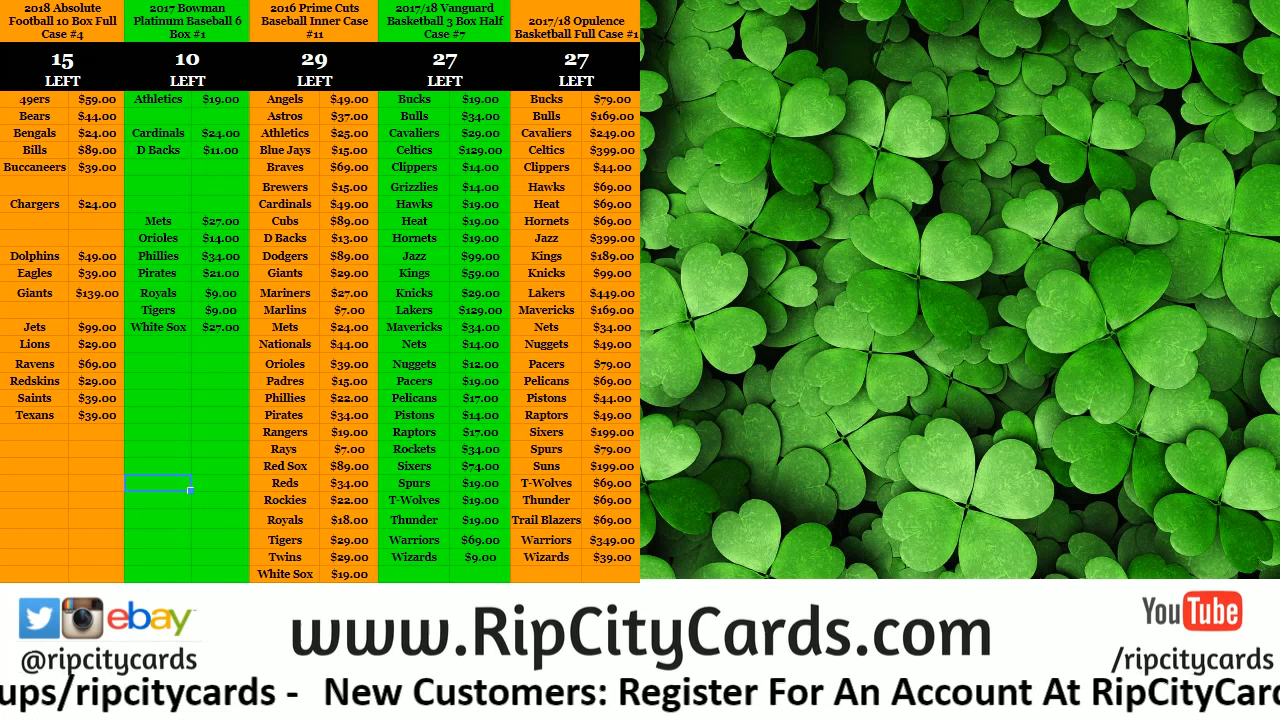 2018 Absolute
Football 10 Box Full
Case #4
2017 Bowman
Platinum Baseball 6
Box #1
2016 Prime Cuts
Baseball Inner Case
#11
2017/18 Vanguard
Basketball 3 Box Half
Case #7
2017/18 Opulence
Basketball Full Case #1
15 10 29 27 27
LEFT LEFT LEFT LEFT LEFT
49ers $59.00 Athletics $19.00 Angels $49.00 Bucks $19.00 Bucks $79.00
Bears $44.00 Astros $37.00 Bulls $34.00 Bulls $169.00
Bengals $24.00 Cardinals $24.00 Athletics $25.00 Cavaliers $29.00 Cavaliers $249.00
Bills $89.00 D Backs $11.00 Blue Jays $15.00 Celtics $129.00 Celtics $399.00
Buccaneers $39.00 Braves $69.00 Clippers $14.00 Clippers $44.00
Brewers $15.00 Grizzlies $14.00 Hawks $69.00
Chargers $24.00 Cardinals $49.00 Hawks $19.00 Heat $69.00
Mets $27.00 Cubs $89.00 Heat $19.00 Hornets $69.00
Orioles $14.00 D Backs $13.00 Hornets $19.00 Jazz $399.00
Dolphins $49.00 Phillies $34.00 Dodgers $89.00 Jazz $99.00 Kings $189.00
Eagles $39.00 Pirates $21.00 Giants $29.00 Kings $59.00 Knicks $99.00
Giants $139.00 Royals $9.00 Mariners $27.00 Knicks $29.00 Lakers $449.00
Tigers $9.00 Marlins $7.00 Lakers $129.00 Mavericks $169.00
Jets $99.00 White Sox $27.00 Mets $24.00 Mavericks $34.00 Nets $34.00
Lions $29.00 Nationals $44.00 Nets $14.00 Nuggets $49.00
Ravens $69.00 Orioles $39.00 Nuggets $12.00 Pacers $79.00
Redskins $29.00 Padres $15.00 Pacers $19.00 Pelicans $69.00
Saints $39.00 Phillies $22.00 Pelicans $17.00 Pistons $44.00
Texans $39.00 Pirates $34.00 Pistons $14.00 Raptors $49.00
Rangers $19.00 Raptors $17.00 Sixers $199.00
Rays $7.00 Rockets $34.00 Spurs $79.00
Red Sox $89.00 Sixers $74.00 Suns $199.00
Reds $34.00 Spurs $19.00 T-Wolves $69.00
Rockies $22.00 T-Wolves $19.00 Thunder $69.00
Royals $18.00 Thunder $19.00 Trail Blazers $69.00
Tigers $29.00 Warriors $69.00 Warriors $349.00
Twins $29.00 Wizards $9.00 Wizards $39.00
White Sox $19.00
ebay
@ripcitycards
www.RipCityCards.com
YouTube
/ripcitycards
ups/ripcitycards - New Customers: Register For An Account At RipCityCard